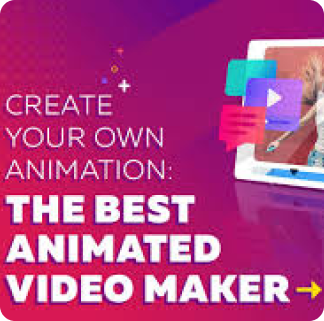 CREATE
YOUR OWN
ANIMATION:
THE BEST
ANIMATED
VIDEO MAKER→